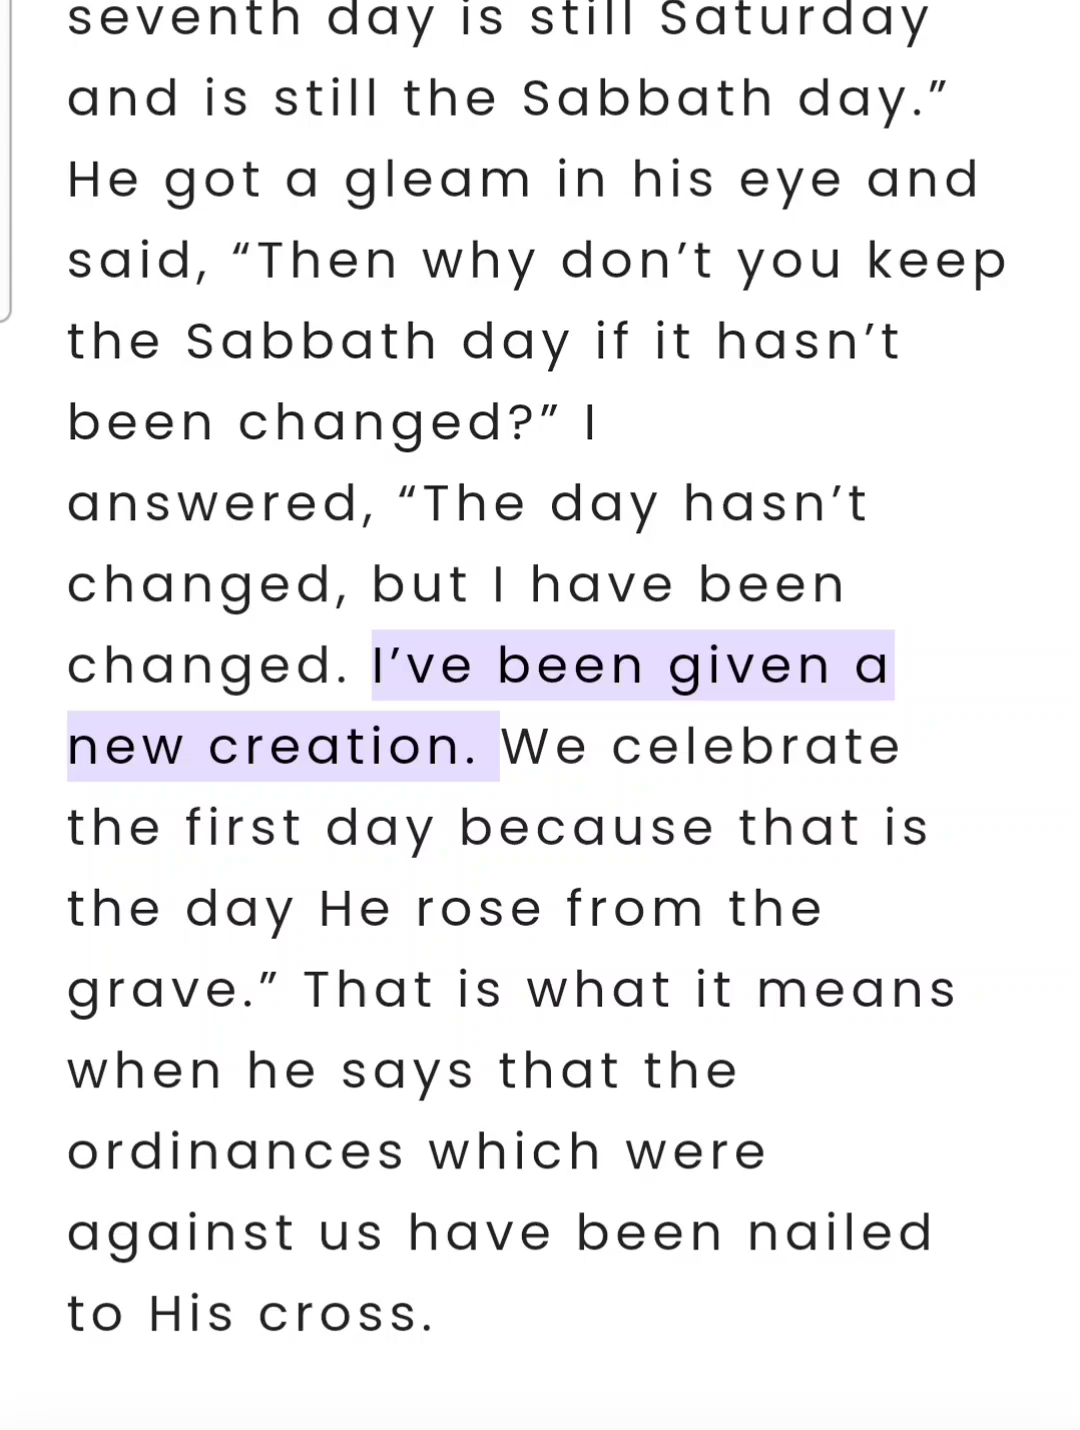 seventh day is still Saturday
and is still the Sabbath day.”
He got a gleam in his eye and
said, “Then why don’t you keep
the Sabbath day if it hasn’t
been changed?” I
answered, “The day hasn’t
changed, but I have been
changed. I’ve been given a
new creation. We celebrate
the first day because that is
the day He rose from the
grave.” That is what it means
when he says that the
ordinances which were
against us have been nailed
to His cross.